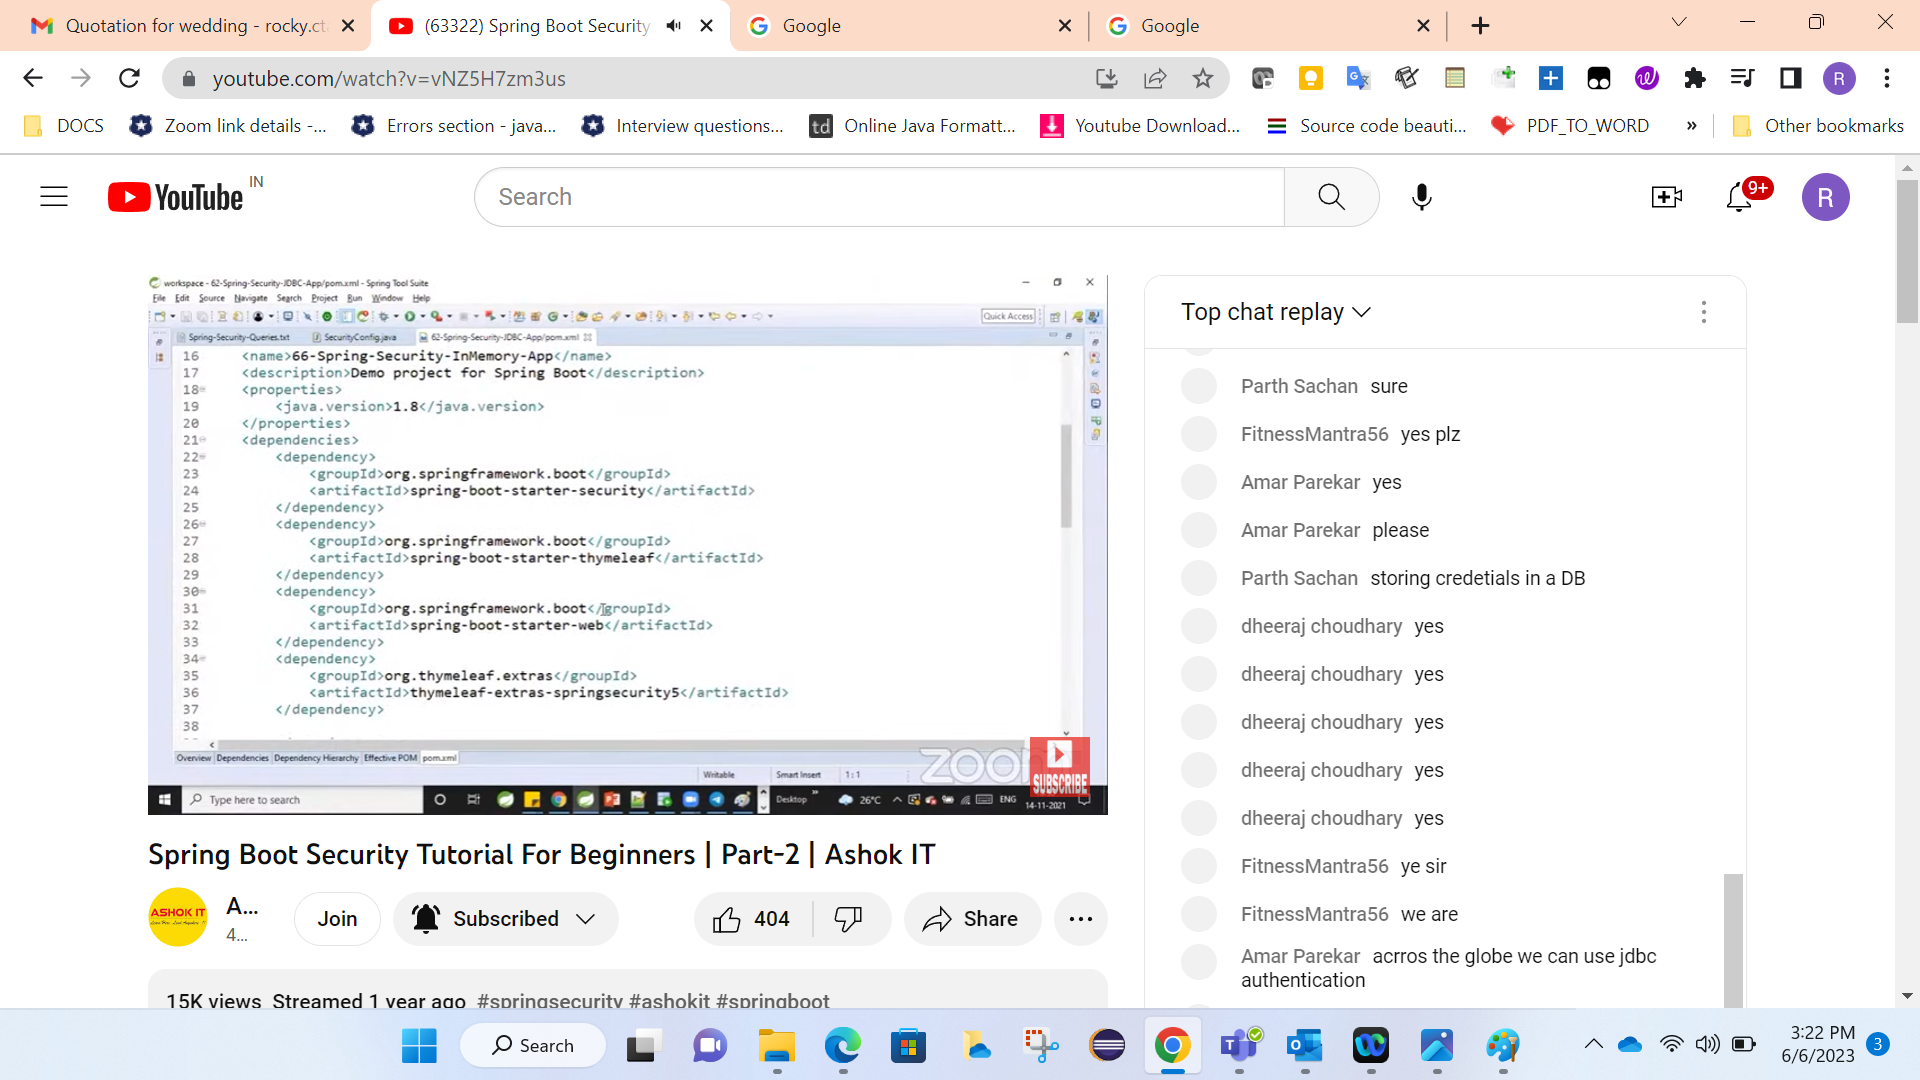 Quotation for wedding - rocky.cta
(63322) Spring Boot Security
Google
Google
youtube.com/watch?v=vNZ5H7zm3us
R
DOCS
Zoom link details -...
Errors section - java...
Interview questions...
td
Online Java Formatt...
Youtube Download...
Source code beauti...
PDF_TO_WORD
»
Other bookmarks
YouTube IN
Search
9+
R
workspace - 62-Spring-Security-JDBC-App/pom.xml - Spring Tool Suite
File Edit Source Navigate Search Project Run Window Help
Quick Access
Spring-Security-Queries.txt SecurityConfig.java 62-Spring-Security-JDBC-App/pom.xml
16 <name>66-Spring-Security-InMemory-App</name>
17 <description>Demo project for Spring Boot</description>
18 <properties>
19 <java.version>1.8</java.version>
20 </properties>
21 <dependencies>
22 <dependency>
23 <groupId>org.springframework.boot</groupId>
24 <artifactId>spring-boot-starter-security</artifactId>
25 </dependency>
26 <dependency>
27 <groupId>org.springframework.boot</groupId>
28 <artifactId>spring-boot-starter-thymeleaf</artifactId>
29 </dependency>
30 <dependency>
31 <groupId>org.springframework.boot</groupId>
32 <artifactId>spring-boot-starter-web</artifactId>
33 </dependency>
34 <dependency>
35 <groupId>org.thymeleaf.extras</groupId>
36 <artifactId>thymeleaf-extras-springsecurity5</artifactId>
37 </dependency>
38
Overview Dependencies Dependency Hierarchy Effective POM pom.xml
zoom
SUBSCRIBE
Writable Smart Insert 1 : 1
Type here to search
Desktop » 26°C ENG 14-11-2021
Spring Boot Security Tutorial For Beginners | Part-2 | Ashok IT
ASHOK IT
A...
4...
Join
Subscribed
404
Share
15K views Streamed 1 year ago #springsecurity #ashokit #springboot
Top chat replay
Parth Sachan sure
FitnessMantra56 yes plz
Amar Parekar yes
Amar Parekar please
Parth Sachan storing credetials in a DB
dheeraj choudhary yes
dheeraj choudhary yes
dheeraj choudhary yes
dheeraj choudhary yes
dheeraj choudhary yes
FitnessMantra56 ye sir
FitnessMantra56 we are
Amar Parekar acrros the globe we can use jdbc
authentication
Search
3:22 PM
6/6/2023
3